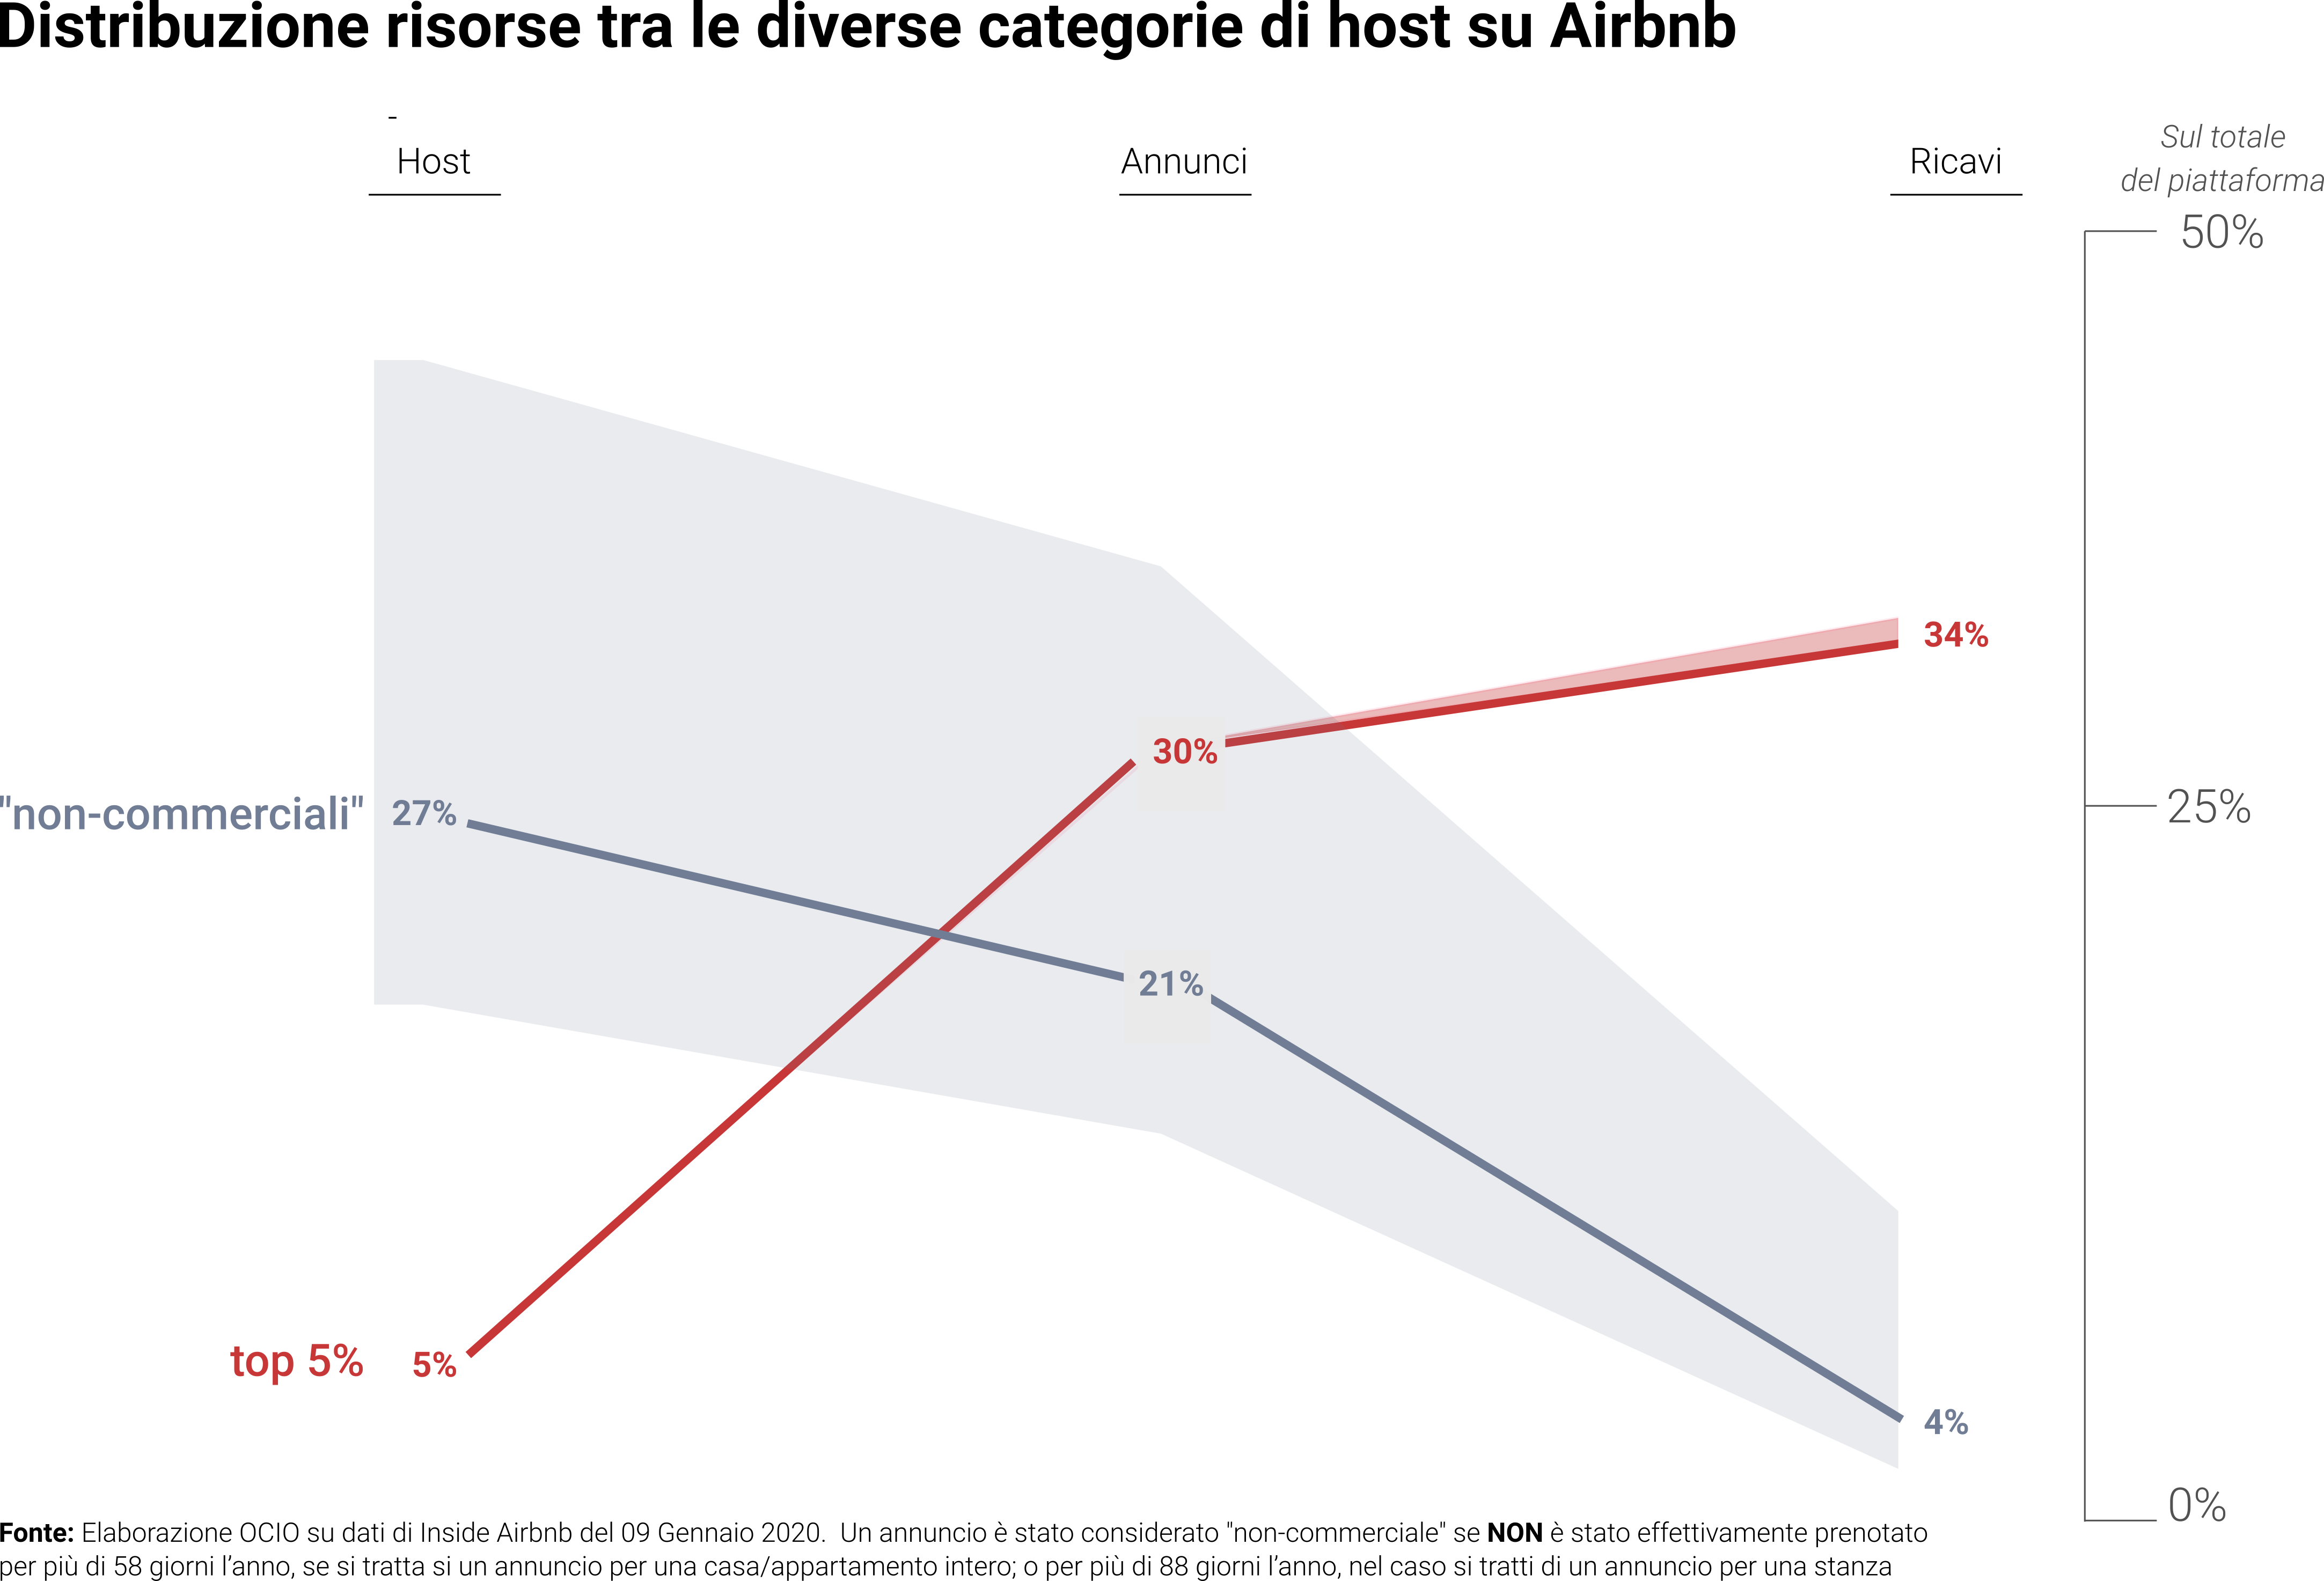 Distribuzione risorse tra le diverse categorie di host su Airbnb
-
Host
Annunci
Ricavi
Sul totale
del piattaforma
50%
34%
30%
"non-commerciali" 27%
25%
21%
top 5% 5%
4%
0%
Fonte: Elaborazione OCIO su dati di Inside Airbnb del 09 Gennaio 2020. Un annuncio è stato considerato "non-commerciale" se NON è stato effettivamente prenotato
per più di 58 giorni l’anno, se si tratta si un annuncio per una casa/appartamento intero; o per più di 88 giorni l’anno, nel caso si tratti di un annuncio per una stanza